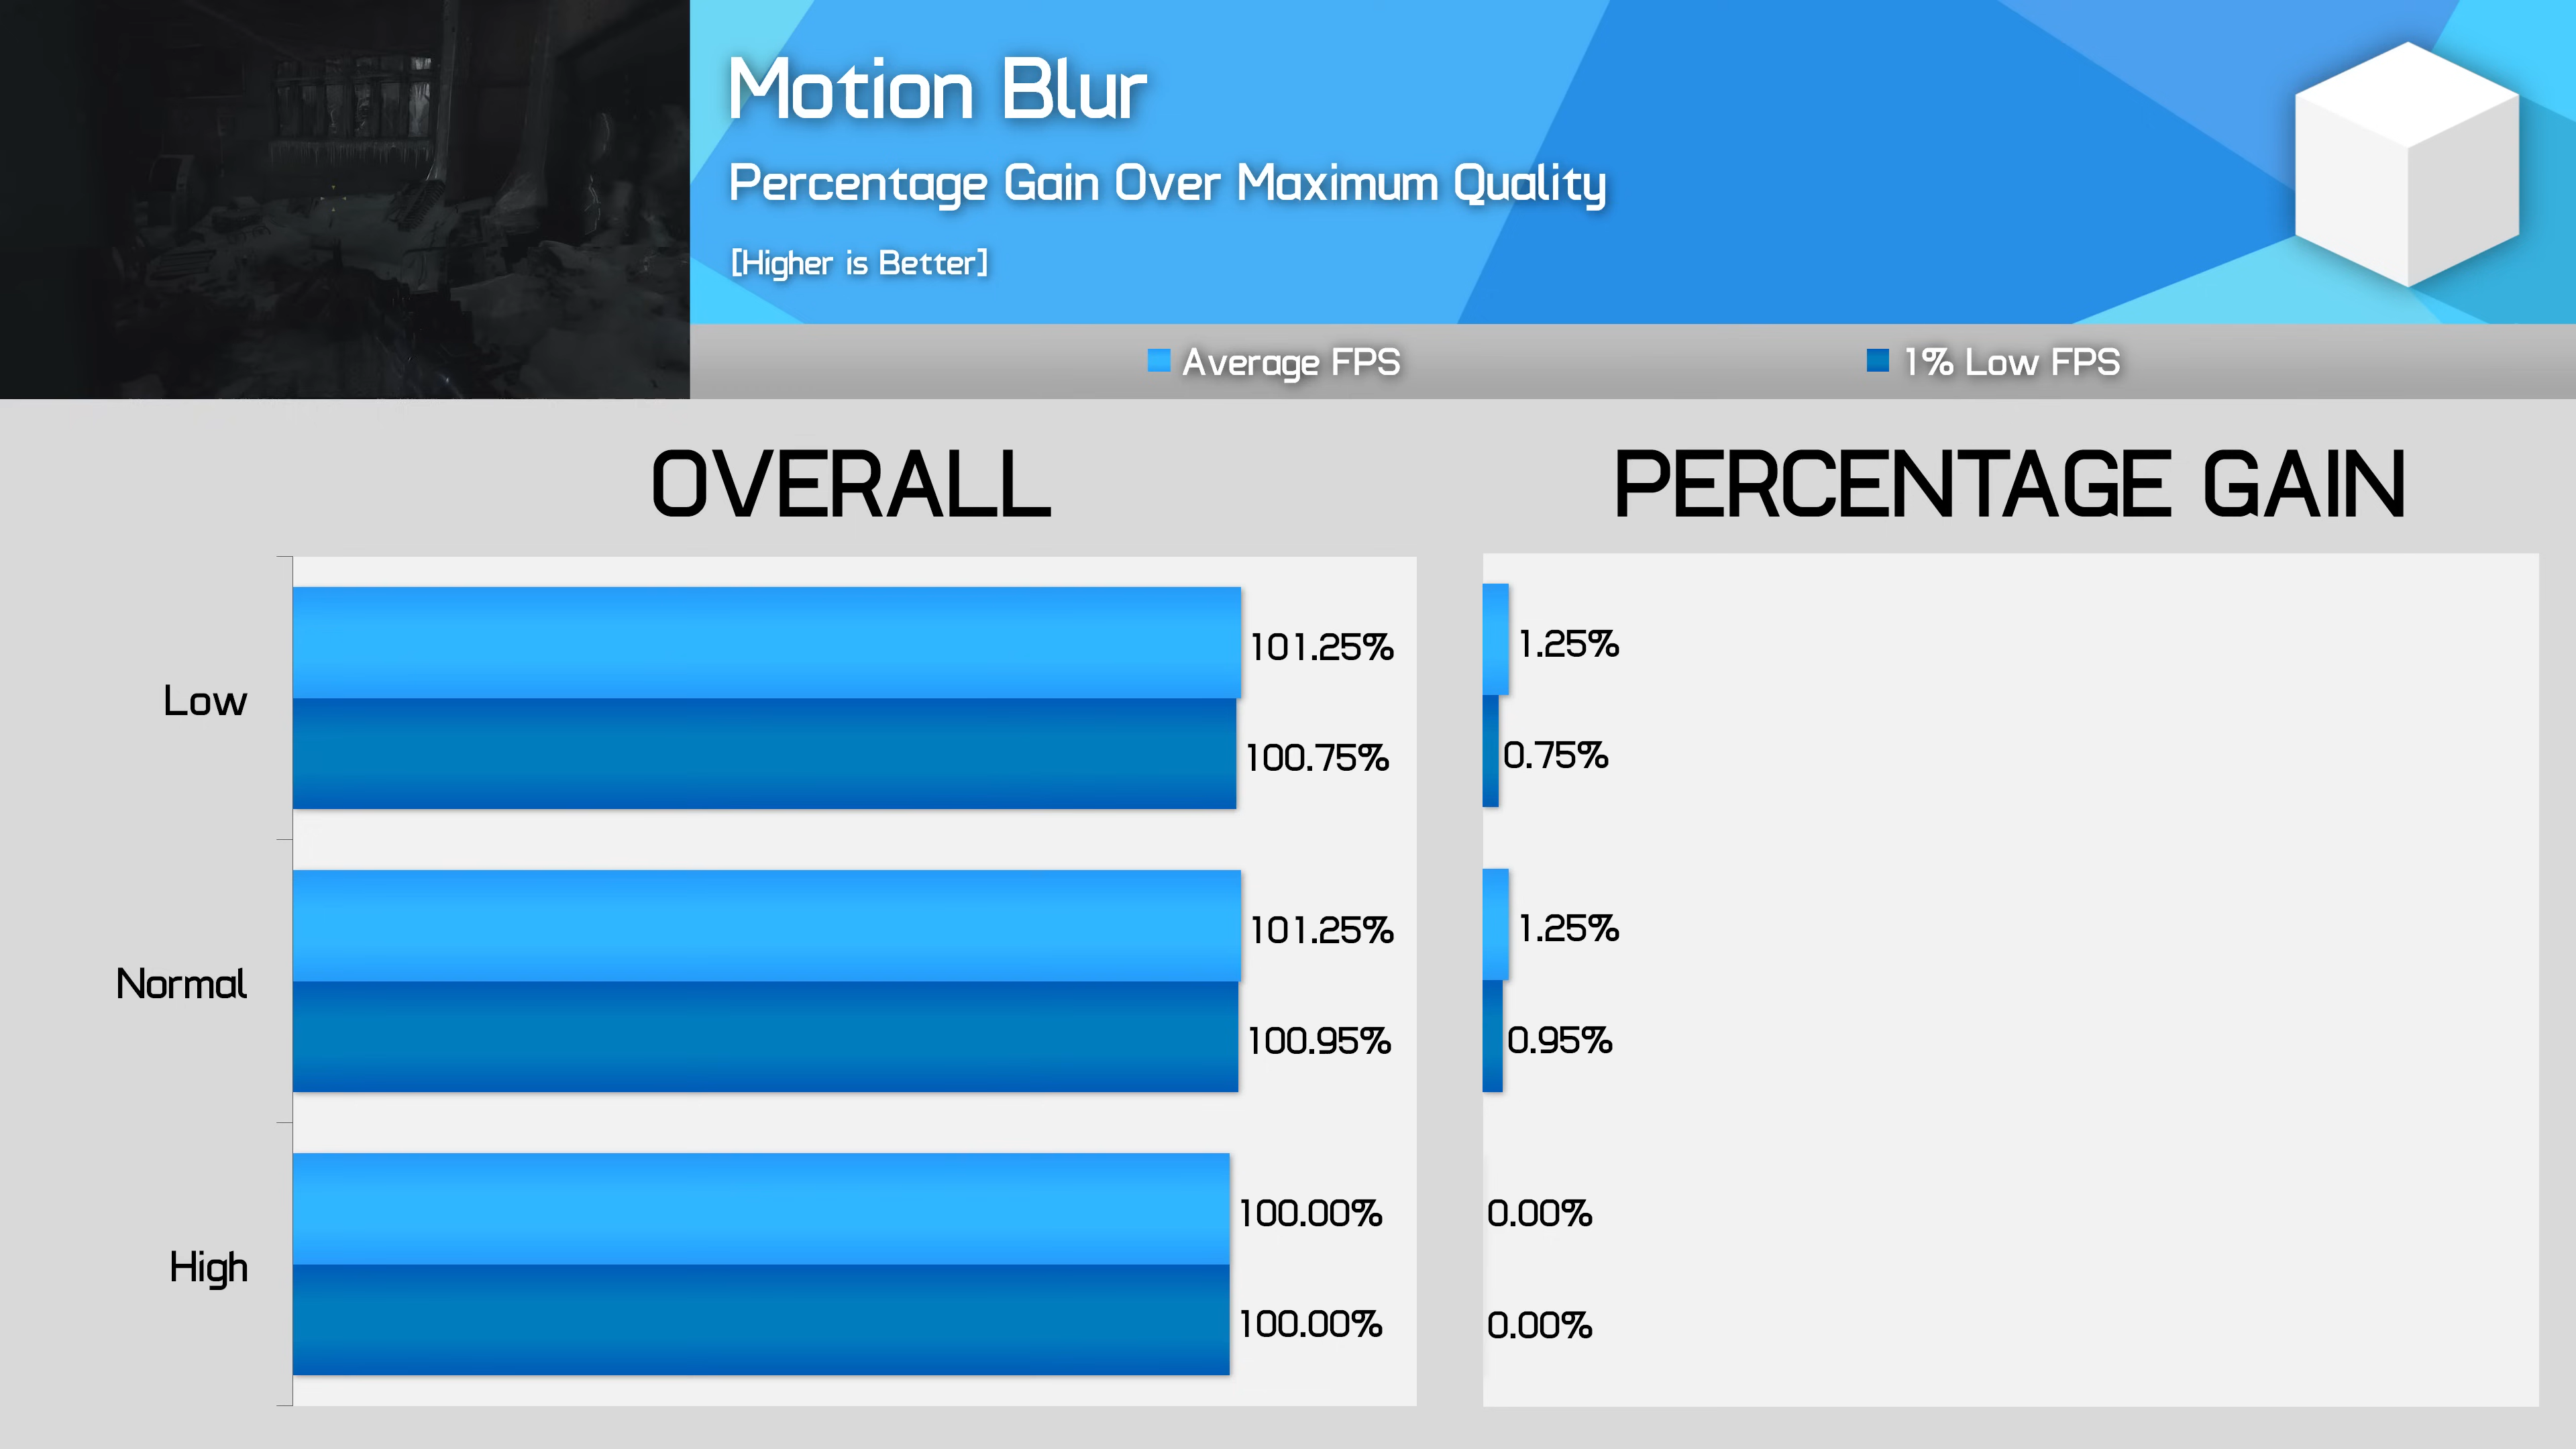 Motion Blur
Percentage Gain Over Maximum Quality
[Higher is Better]
Average FPS
1% Low FPS
OVERALL
PERCENTAGE GAIN
Low
101.25%
100.75%
1.25%
0.75%
Normal
101.25%
100.95%
1.25%
0.95%
High
100.00%
100.00%
0.00%
0.00%